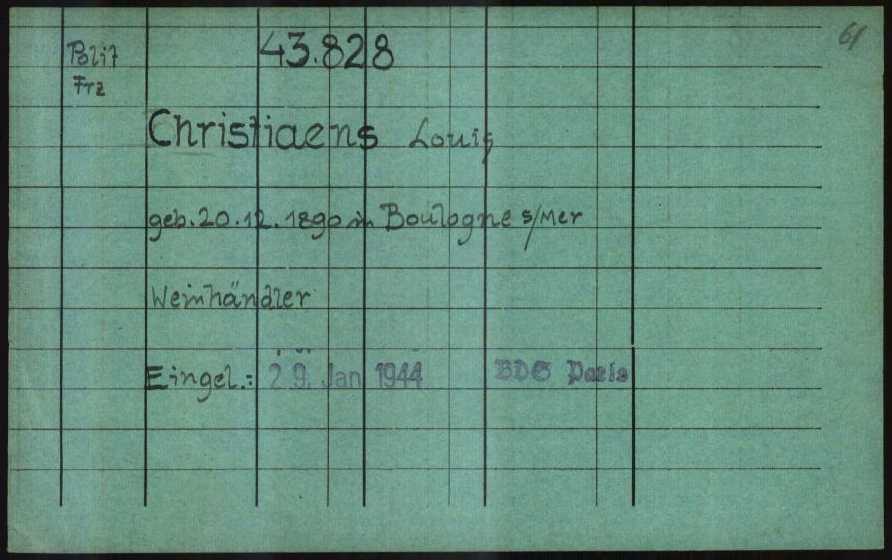 61
Polit 43.828
Frz
Christiaens Louis
geb. 20.12.1890 in Boulogne s/Mer
Weinhändler
Eingel.: 29. Jan 1944 BDS Paris